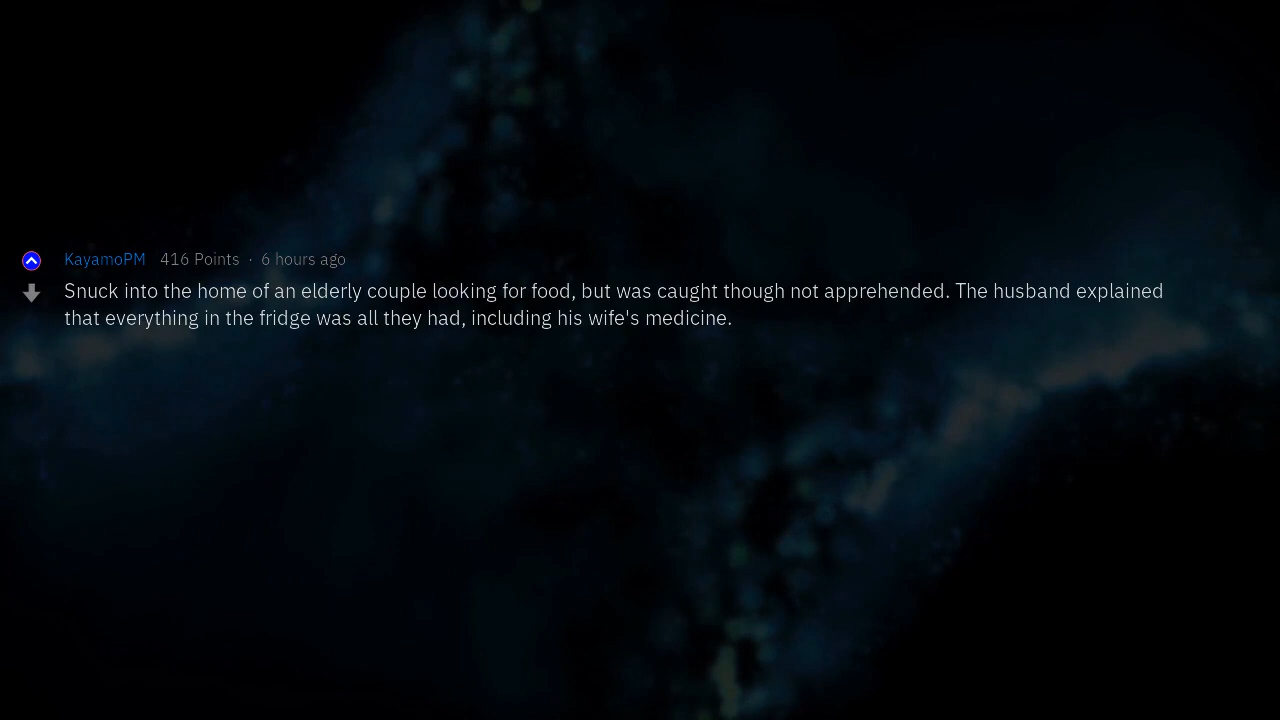 KayamoPM 416 Points · 6 hours ago
Snuck into the home of an elderly couple looking for food, but was caught though not apprehended. The husband explained
that everything in the fridge was all they had, including his wife's medicine.